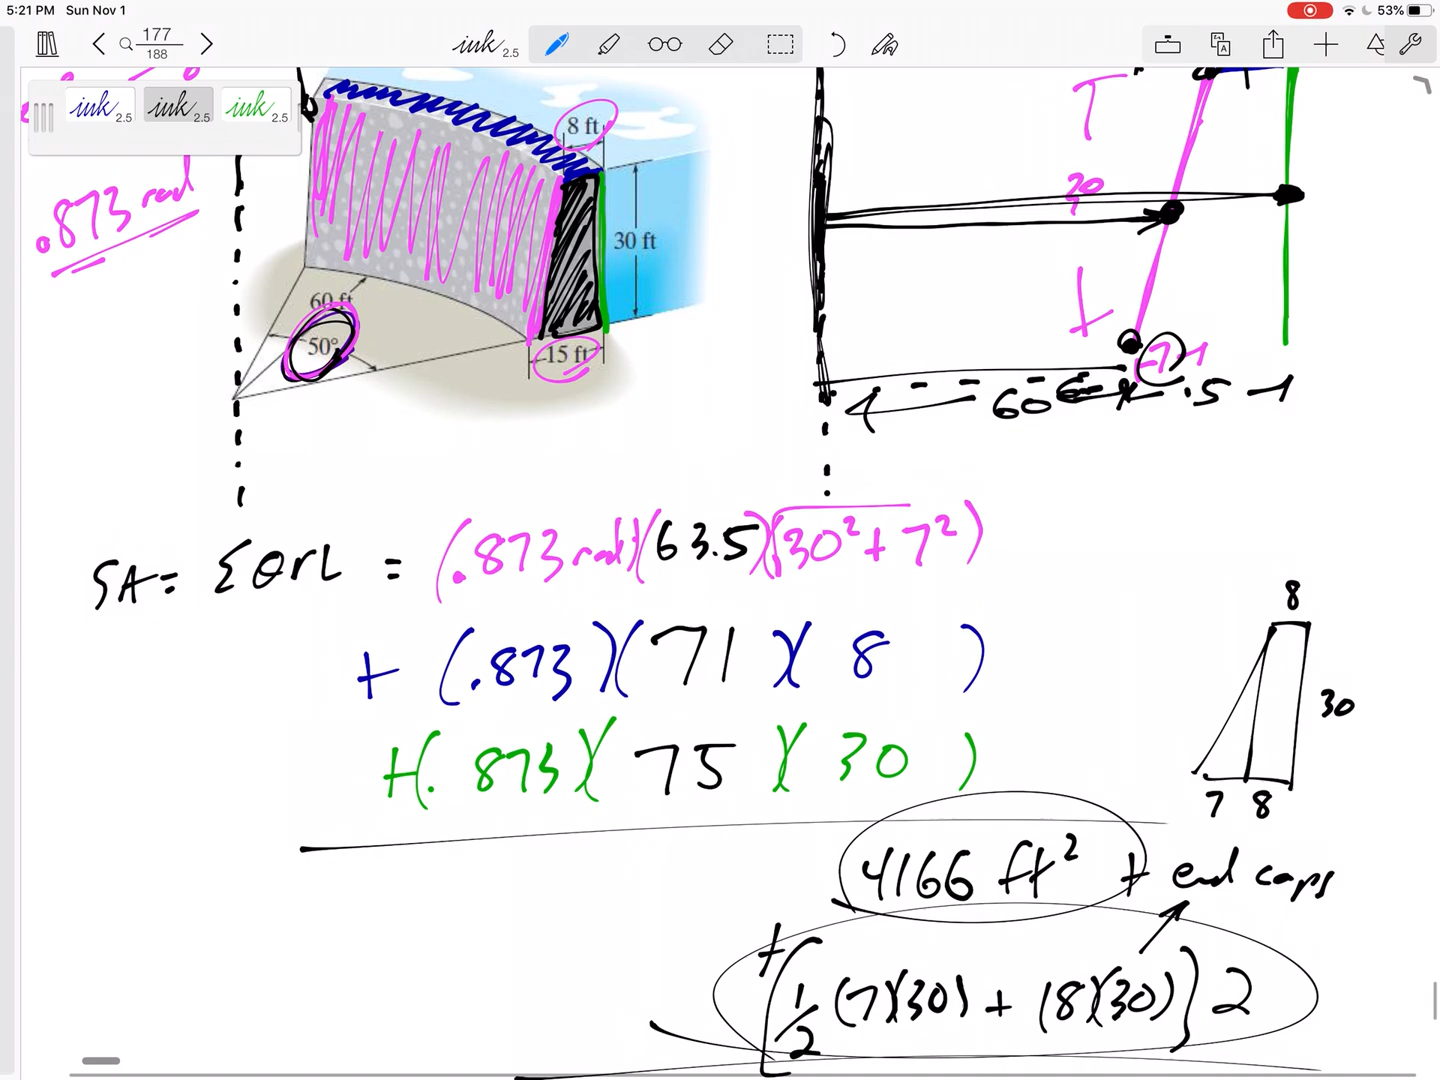 5:21 PM Sun Nov 1
53%
177
188
ink 2.5
ink 2.5 ink 2.5 ink 2.5
.873 rad
8 ft
30 ft
60 ft
50°
15 ft
30
7
60
.5
SA = ΣθrL = (.873 rad)(63.5)(√30² + 7²)
+ (.873)(71)(8)
+(.873)(75)(30)
8
30
7 8
4166 ft² + end caps
+[½(7)(30) + (8)(30)]2